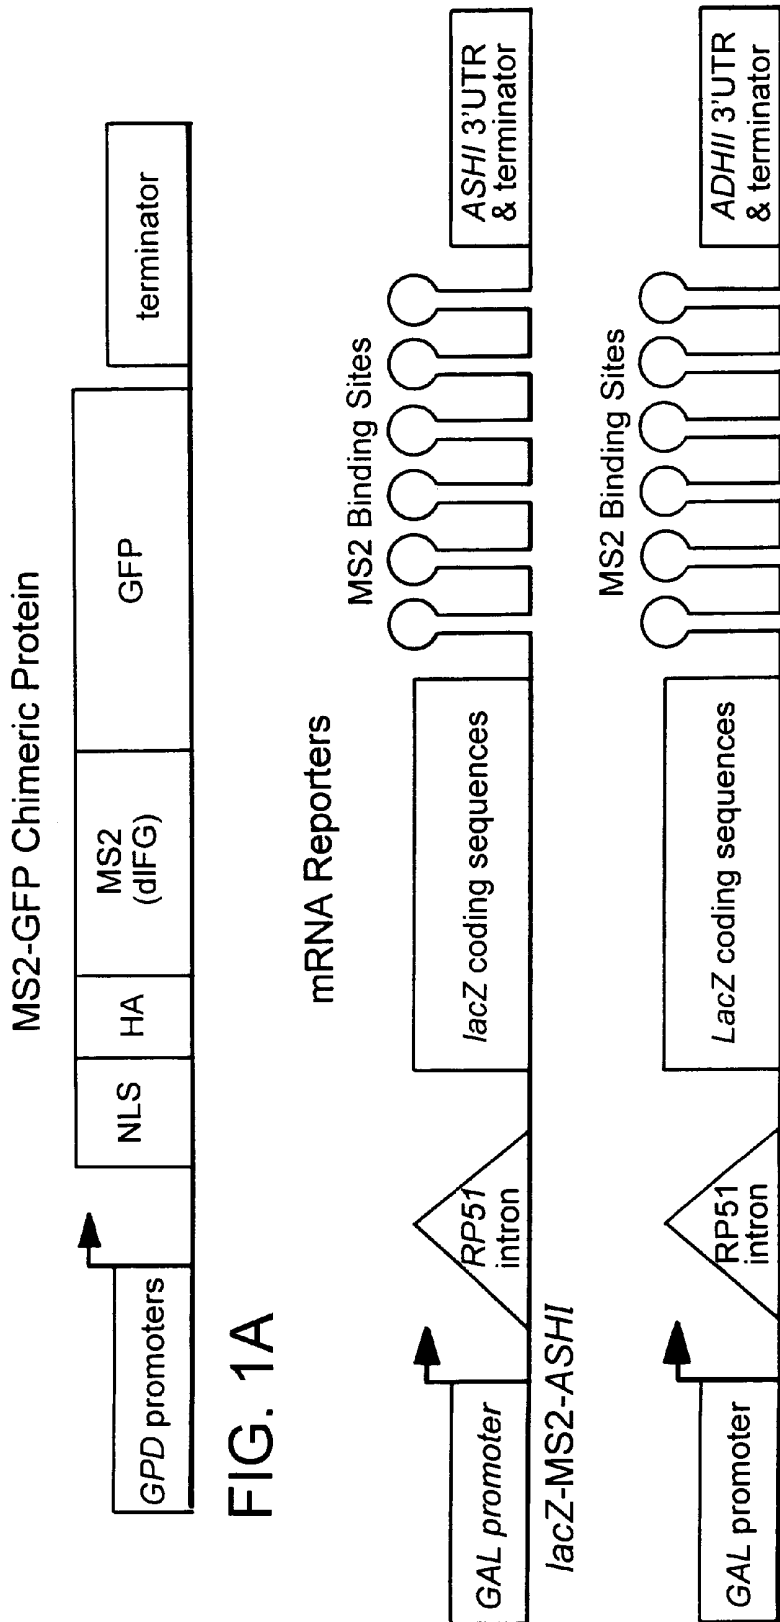 MS2-GFP Chimeric Protein
GPD promoters
NLS
HA
MS2
(dIFG)
GFP
terminator
FIG. 1A
mRNA Reporters
GAL promoter
RP51
intron
lacZ coding sequences
MS2 Binding Sites
ASHI 3'UTR
& terminator
lacZ-MS2-ASHI
GAL promoter
RP51
intron
LacZ coding sequences
MS2 Binding Sites
ADHII 3'UTR
& terminator